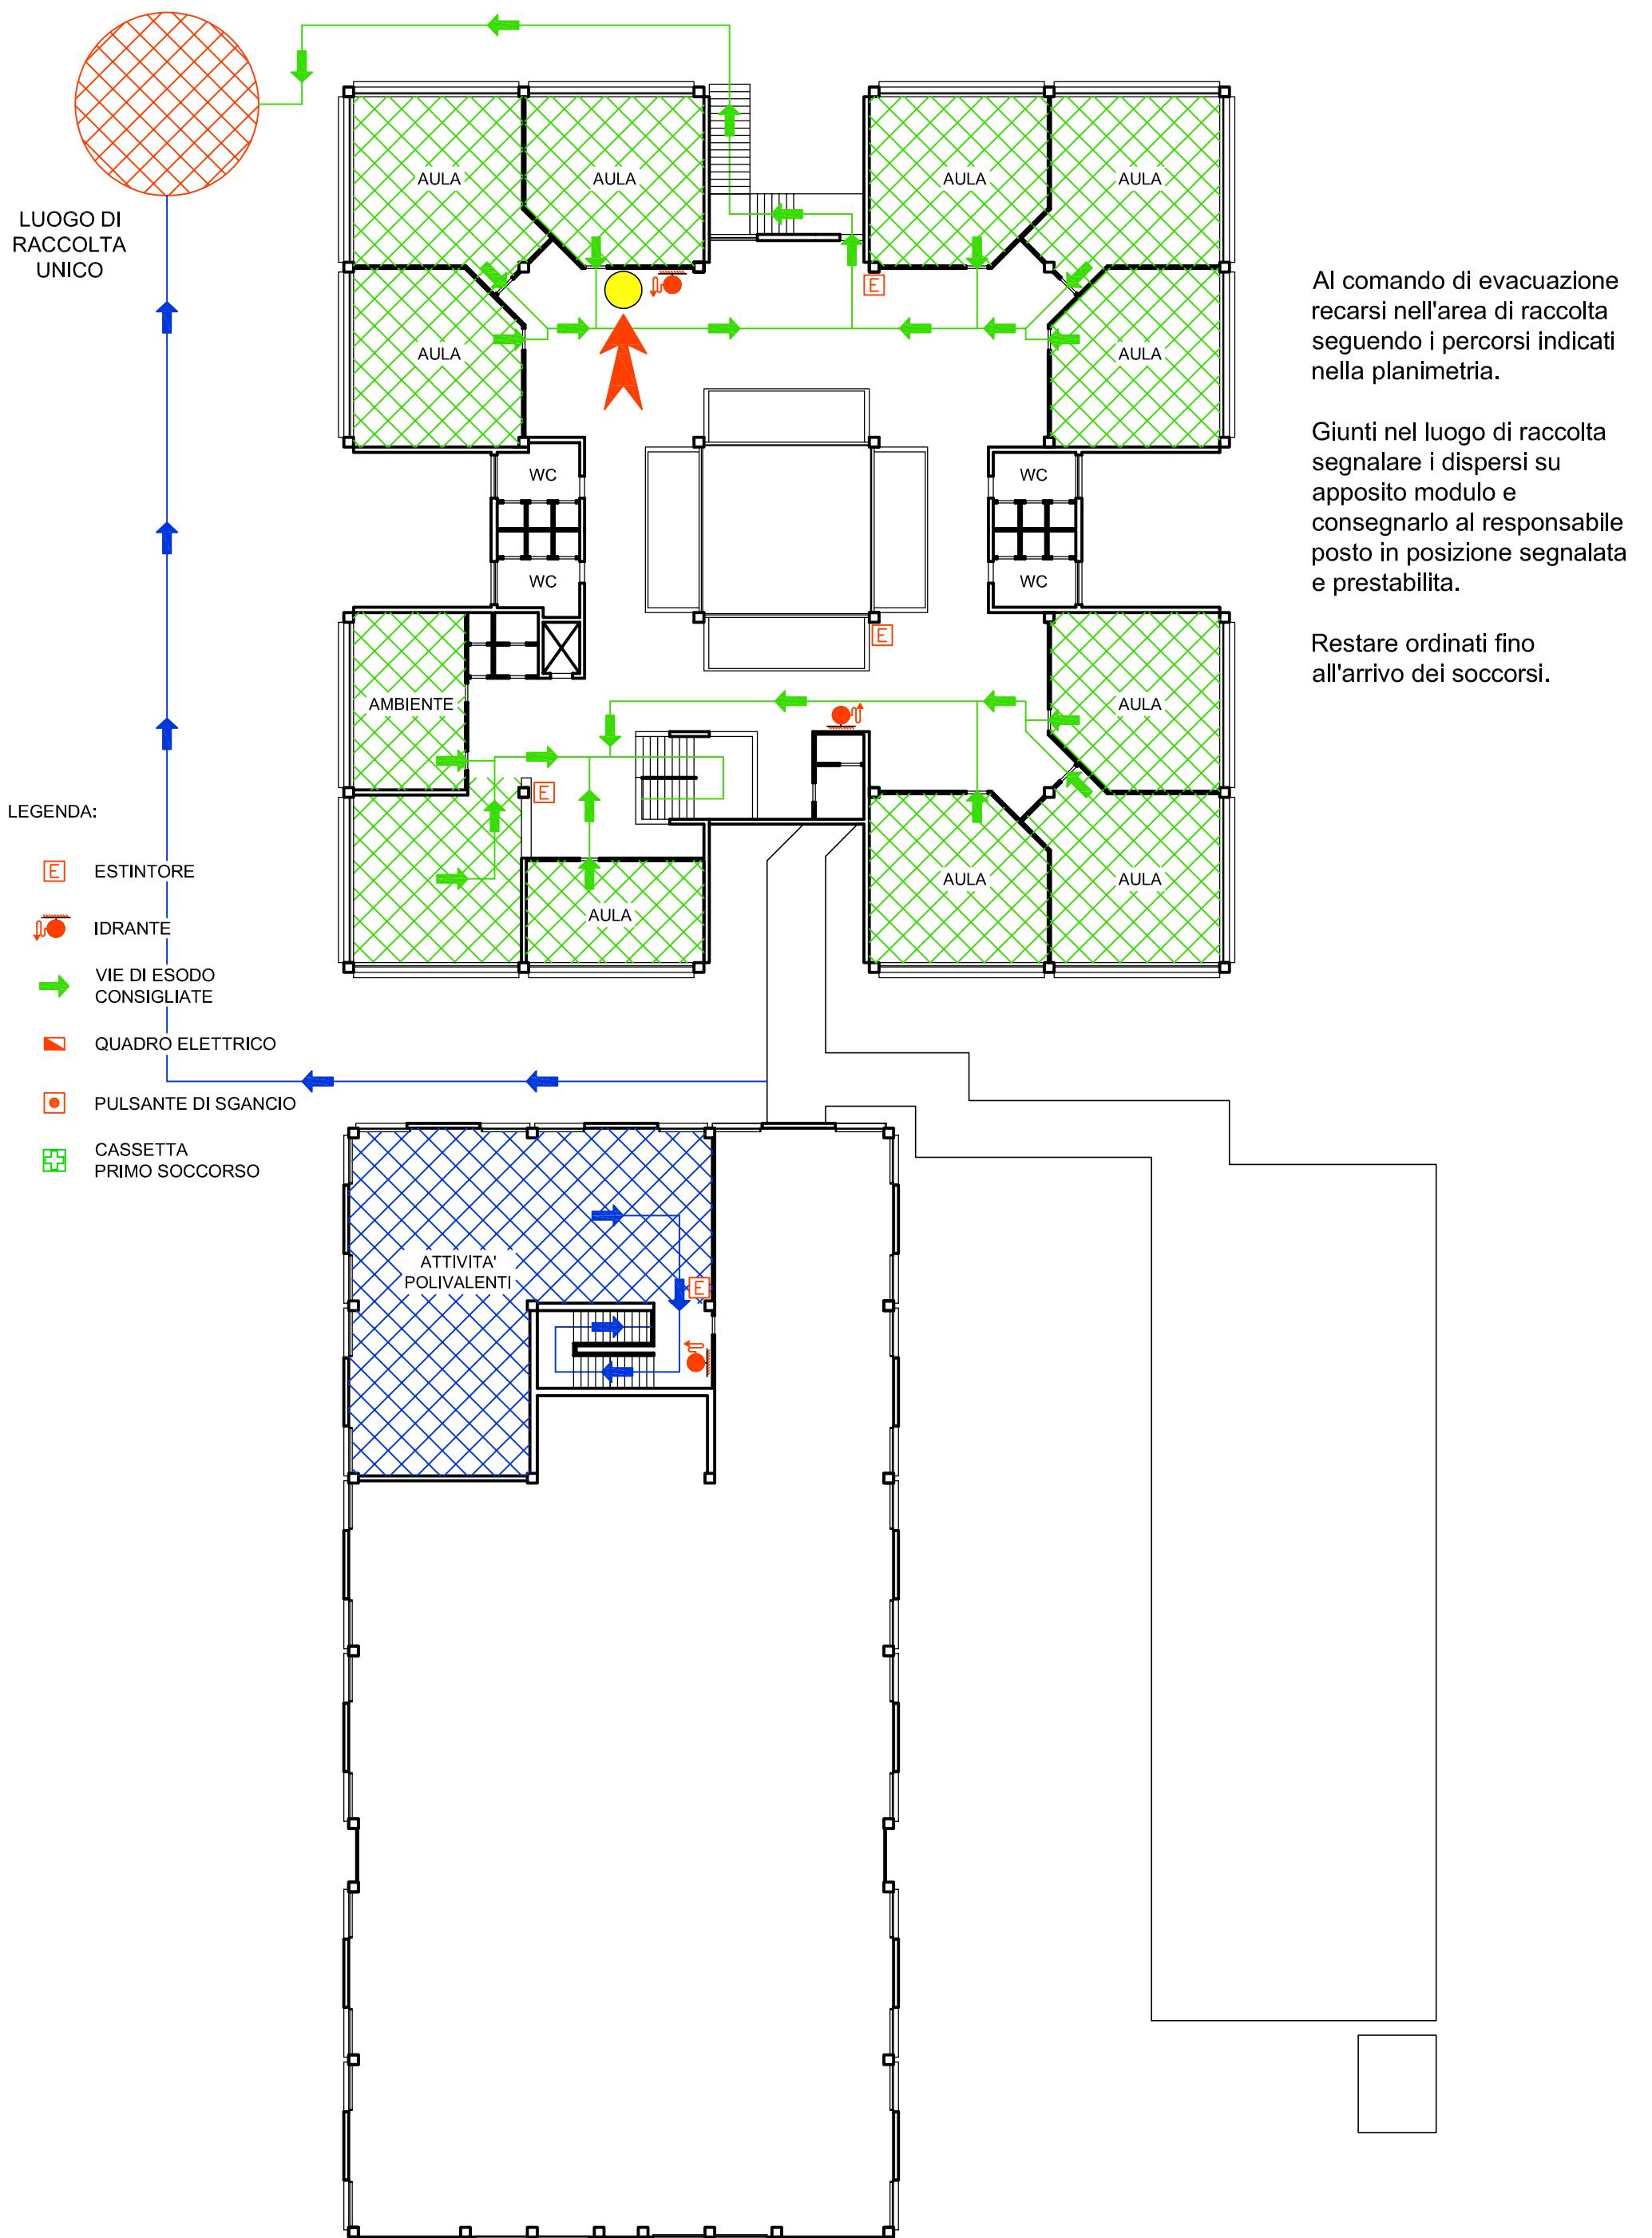 LUOGO DI
RACCOLTA
UNICO
AULA
AULA
AULA
AULA
AULA
AULA
E
WC
WC
WC
WC
E
AMBIENTE
AULA
E
AULA
AULA
AULA
Al comando di evacuazione
recarsi nell'area di raccolta
seguendo i percorsi indicati
nella planimetria.
Giunti nel luogo di raccolta
segnalare i dispersi su
apposito modulo e
consegnarlo al responsabile
posto in posizione segnalata
e prestabilita.
Restare ordinati fino
all'arrivo dei soccorsi.
LEGENDA:
E ESTINTORE
IDRANTE
VIE DI ESODO
CONSIGLIATE
QUADRO ELETTRICO
PULSANTE DI SGANCIO
CASSETTA
PRIMO SOCCORSO
ATTIVITA'
POLIVALENTI
E